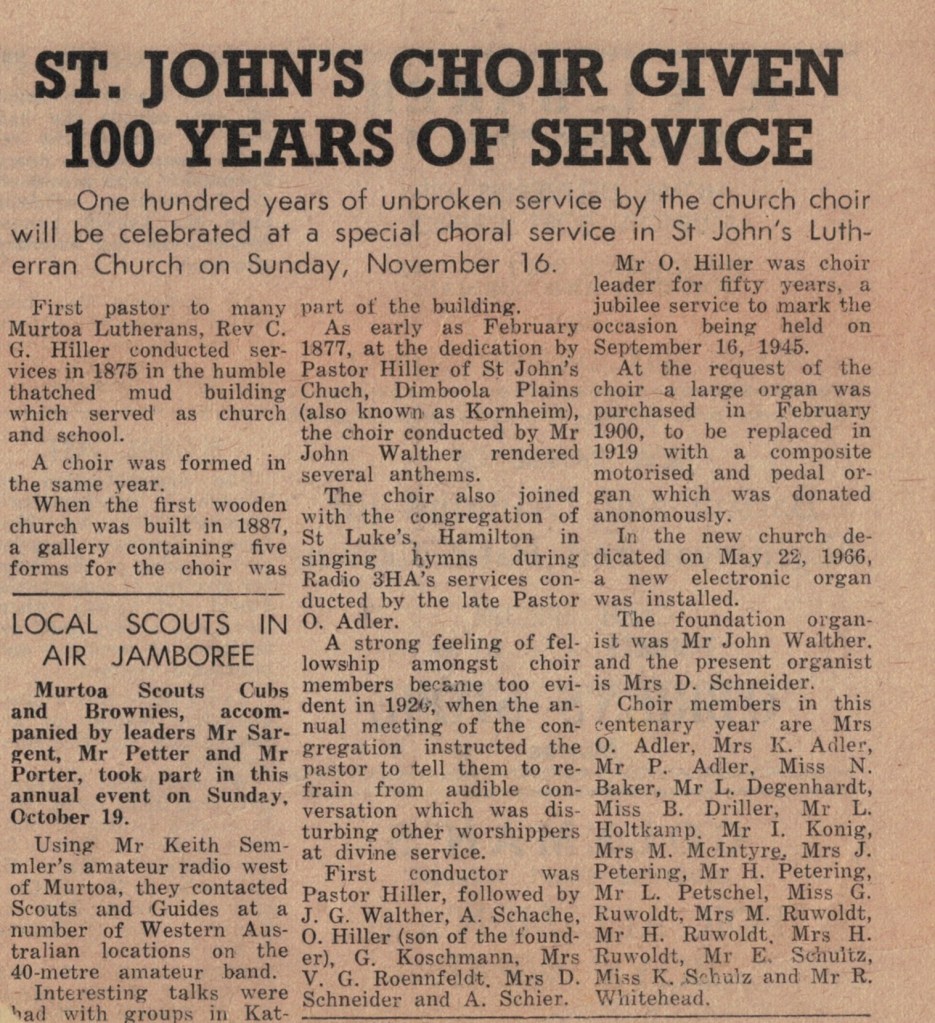 ST. JOHN'S CHOIR GIVEN
100 YEARS OF SERVICE
One hundred years of unbroken service by the church choir
will be celebrated at a special choral service in St John's Luth-
erran Church on Sunday, November 16.
First pastor to many
Murtoa Lutherans, Rev C.
G. Hiller conducted ser-
vices in 1875 in the humble
thatched mud building
which served as church
and school.
A choir was formed in
the same year.
When the first wooden
church was built in 1887,
a gallery containing five
forms for the choir was
part of the building.
As early as February
1877, at the dedication by
Pastor Hiller of St John's
Chuch, Dimboola Plains
(also known as Kornheim),
the choir conducted by Mr
John Walther rendered
several anthems.
The choir also joined
with the congregation of
St Luke's, Hamilton in
singing hymns during
Radio 3HA's services con-
ducted by the late Pastor
O. Adler.
A strong feeling of fel-
lowship amongst choir
members became too evi-
dent in 1926, when the an-
nual meeting of the con-
gregation instructed the
pastor to tell them to re-
frain from audible con-
versation which was dis-
turbing other worshippers
at divine service.
First conductor was
Pastor Hiller, followed by
J. G. Walther, A. Schache,
O. Hiller (son of the found-
er), G. Koschmann, Mrs
V. G. Roennfeldt, Mrs D.
Schneider and A. Schier.
Mr O. Hiller was choir
leader for fifty years, a
jubilee service to mark the
occasion being held on
September 16, 1945.
At the request of the
choir a large organ was
purchased in February
1900, to be replaced in
1919 with a composite
motorised and pedal or-
gan which was donated
anonomously.
In the new church de-
dicated on May 22, 1966,
a new electronic organ
was installed.
The foundation organ-
ist was Mr John Walther.
and the present organist
is Mrs D. Schneider.
Choir members in this
centenary year are Mrs
O. Adler, Mrs K. Adler,
Mr P. Adler, Miss N.
Baker, Mr L. Degenhardt,
Miss B. Driller, Mr L.
Holtkamp, Mr I. Konig,
Mrs M. McIntyre, Mrs J.
Petering, Mr H. Petering,
Mr L. Petschel, Miss G.
Ruwoldt, Mrs M. Ruwoldt,
Mr H. Ruwoldt, Mrs H.
Ruwoldt, Mr E. Schultz,
Miss K. Schulz and Mr R.
Whitehead.
LOCAL SCOUTS IN
AIR JAMBOREE
Murtoa Scouts Cubs
and Brownies, accom-
panied by leaders Mr Sar-
gent, Mr Petter and Mr
Porter, took part in this
annual event on Sunday,
October 19.
Using Mr Keith Sem-
mler's amateur radio west
of Murtoa, they contacted
Scouts and Guides at a
number of Western Aus-
tralian locations on the
40-metre amateur band.
Interesting talks were
had with groups in Kat-